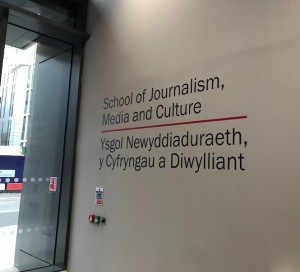 School of Journalism,
Media and Culture
Ysgol Newyddiaduraeth,
y Cyfryngau a Diwylliant